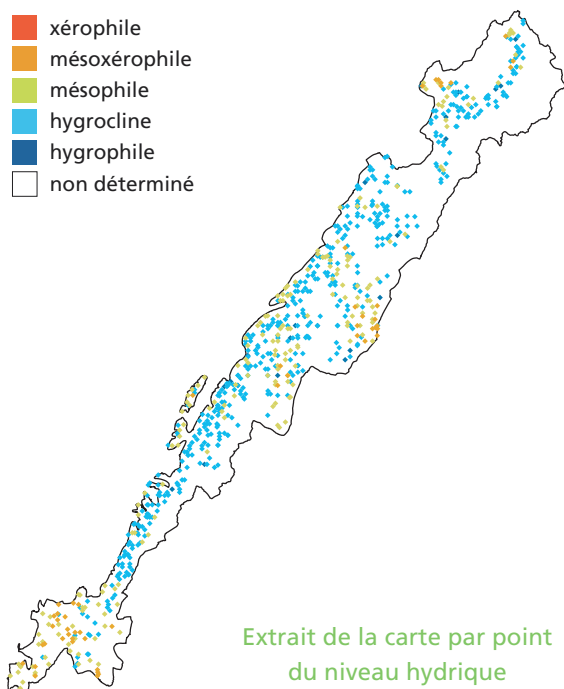 xérophile
mésoxérophile
mésophile
hygrocline
hygrophile
non déterminé
Extrait de la carte par point
du niveau hydrique